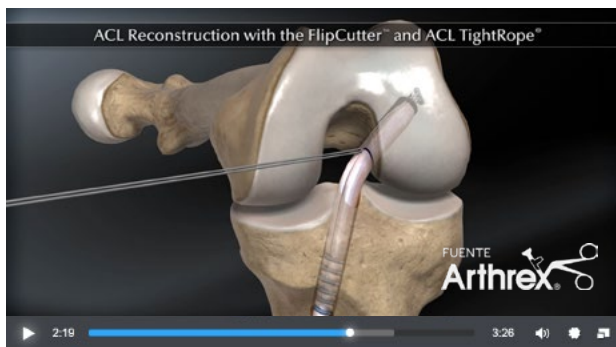 ACL Reconstruction with the FlipCutter™ and ACL TightRope®
FUENTE
Arthrex®
2:19
3:26